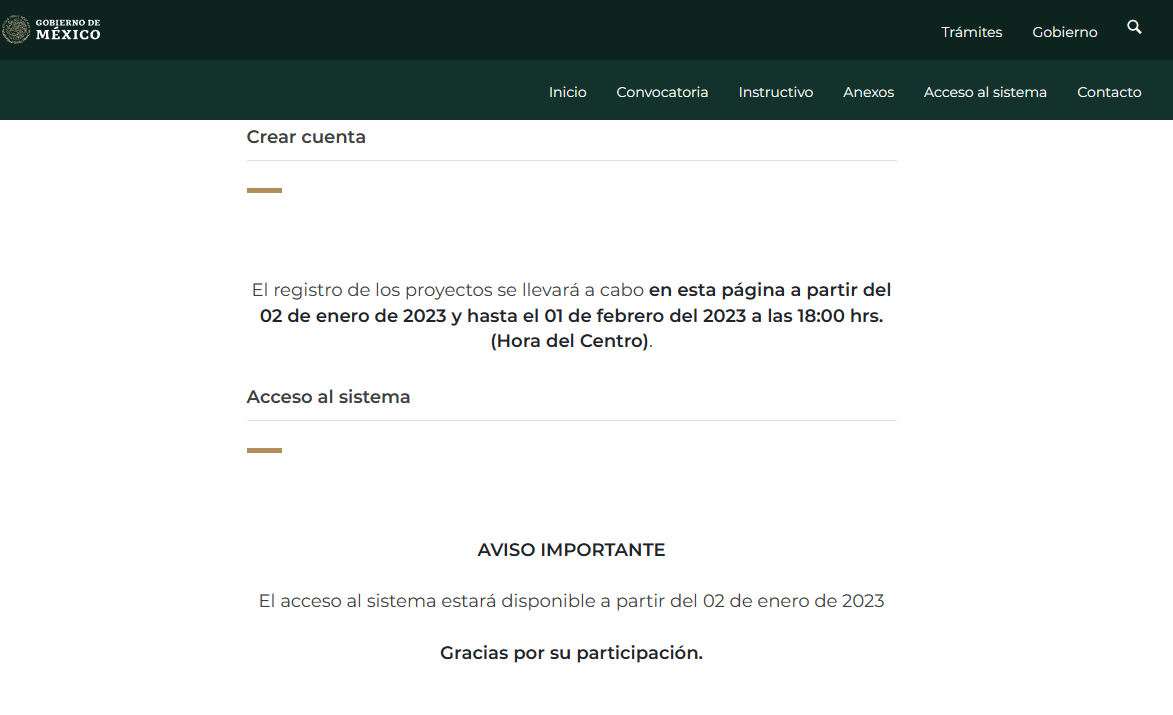 GOBIERNO DE
MÉXICO
Trámites
Gobierno
Inicio
Convocatoria
Instructivo
Anexos
Acceso al sistema
Contacto
Crear cuenta
El registro de los proyectos se llevará a cabo en esta página a partir del
02 de enero de 2023 y hasta el 01 de febrero del 2023 a las 18:00 hrs.
(Hora del Centro).
Acceso al sistema
AVISO IMPORTANTE
El acceso al sistema estará disponible a partir del 02 de enero de 2023
Gracias por su participación.